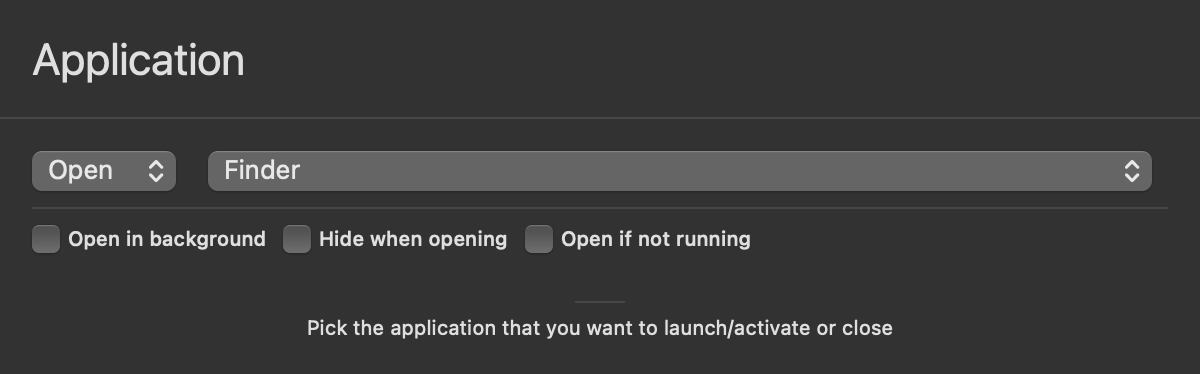 Application
Open Finder
Open in background Hide when opening Open if not running
Pick the application that you want to launch/activate or close